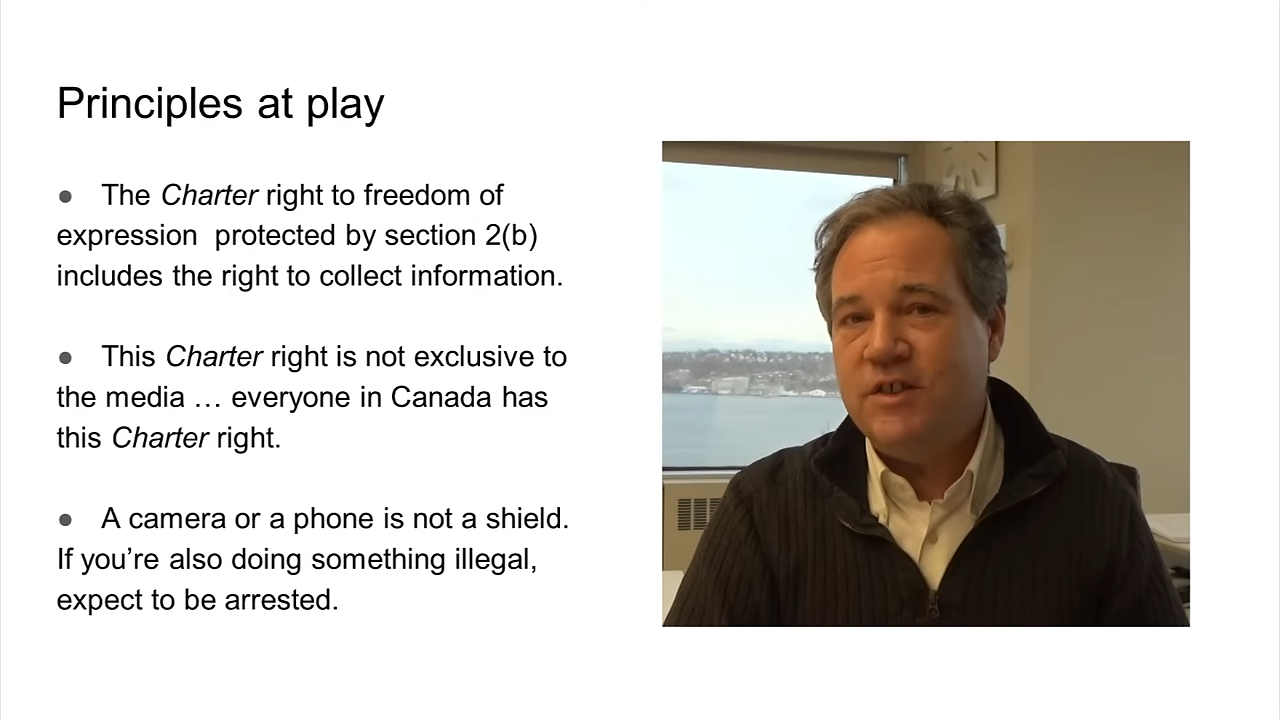 Principles at play
● The Charter right to freedom of
expression  protected by section 2(b)
includes the right to collect information.
● This Charter right is not exclusive to
the media … everyone in Canada has
this Charter right.
● A camera or a phone is not a shield.
If you’re also doing something illegal,
expect to be arrested.